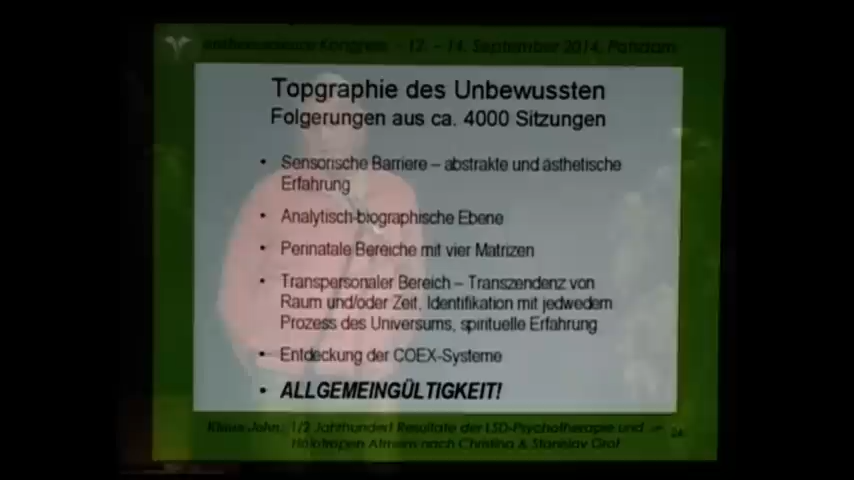 Kongress - 12. - 14. September 2014, Potsdam
Topgraphie des Unbewussten
Folgerungen aus ca. 4000 Sitzungen
• Sensorische Barriere – abstrakte und ästhetische
Erfahrung
• Analytisch-biographische Ebene
• Perinatale Bereiche mit vier Matrizen
• Transpersonaler Bereich – Transzendenz von
Raum und/oder Zeit, Identifikation mit jedwedem
Prozess des Universums, spirituelle Erfahrung
• Entdeckung der COEX-Systeme
• ALLGEMEINGÜLTIGKEIT!
Klaus John, 1/2 Jahrhundert Resultate der LSD-Psychotherapie und
Holotropen Atmens nach Christina & Stanislav Grof